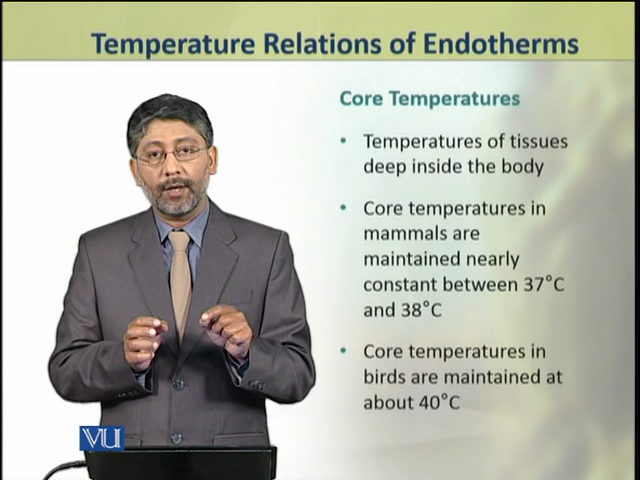 Temperature Relations of Endotherms
Core Temperatures
• Temperatures of tissues
deep inside the body
• Core temperatures in
mammals are
maintained nearly
constant between 37°C
and 38°C
• Core temperatures in
birds are maintained at
about 40°C
VU